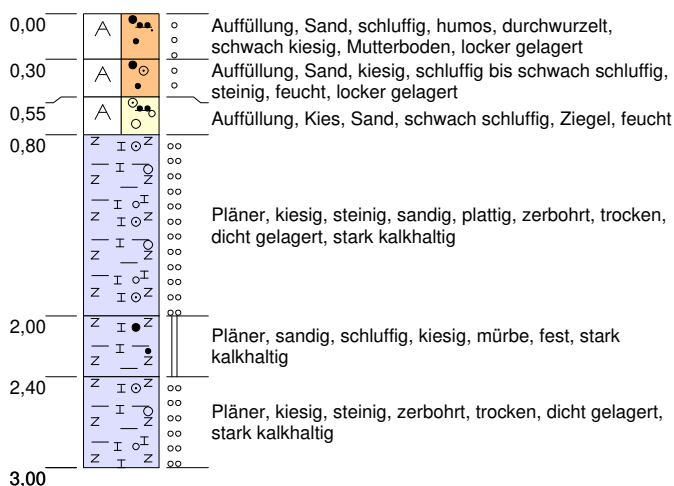 0,00
Auffüllung, Sand, schluffig, humos, durchwurzelt,
schwach kiesig, Mutterboden, locker gelagert
0,30
Auffüllung, Sand, kiesig, schluffig bis schwach schluffig,
steinig, feucht, locker gelagert
0,55
Auffüllung, Kies, Sand, schwach schluffig, Ziegel, feucht
0,80
Pläner, kiesig, steinig, sandig, plattig, zerbohrt, trocken,
dicht gelagert, stark kalkhaltig
2,00
Pläner, sandig, schluffig, kiesig, mürbe, fest, stark
kalkhaltig
2,40
Pläner, kiesig, steinig, zerbohrt, trocken, dicht gelagert,
stark kalkhaltig
3,00